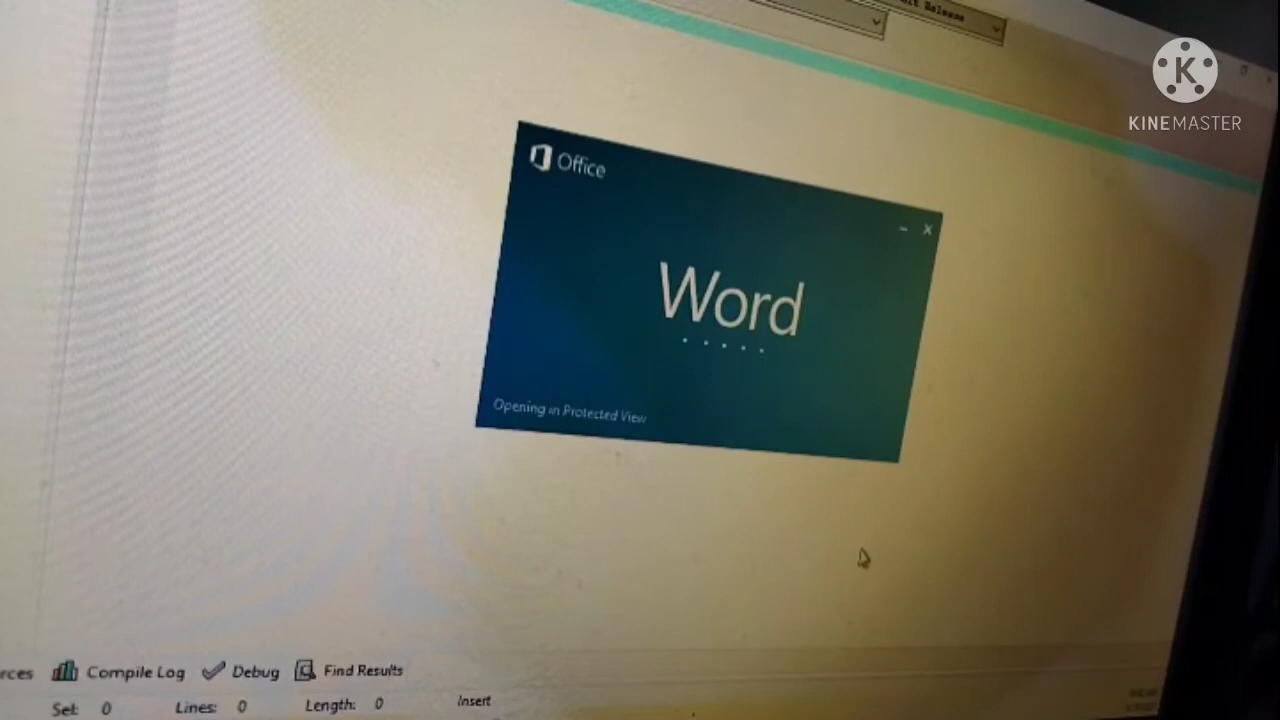 Release
KINEMASTER
Office
Word
Opening in Protected View
Compile Log
Debug
Find Results
Sel: 0
Lines: 0
Length: 0
Insert